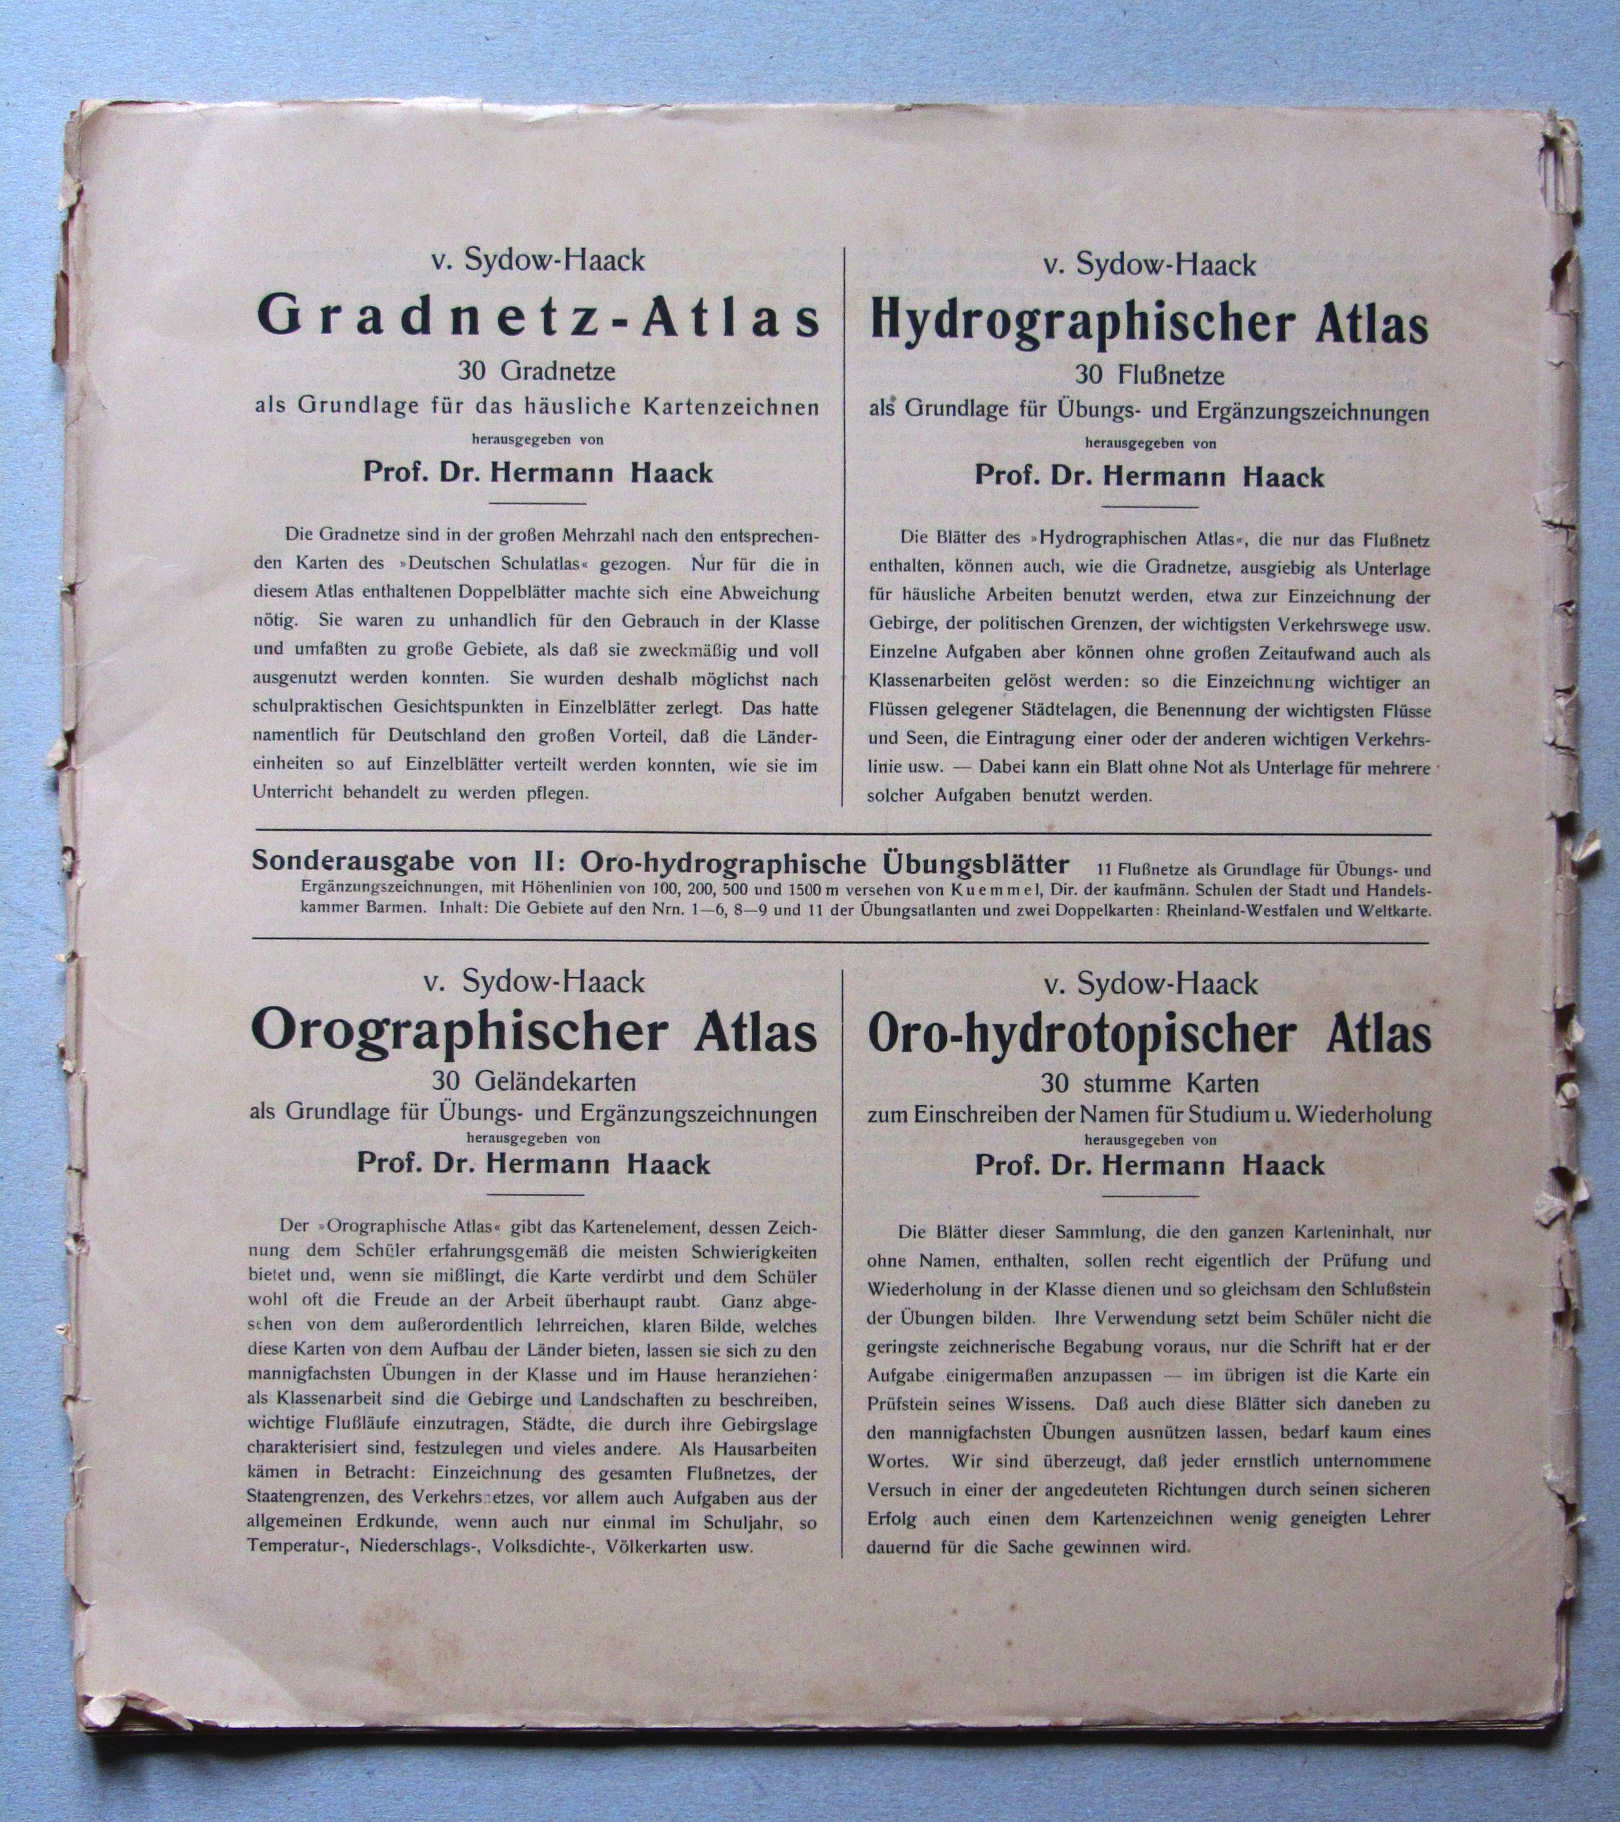 v. Sydow-Haack
Gradnetz-Atlas
30 Gradnetze
als Grundlage für das häusliche Kartenzeichnen
herausgegeben von
Prof. Dr. Hermann Haack
Die Gradnetze sind in der großen Mehrzahl nach den entsprechen-
den Karten des »Deutschen Schulatlas« gezogen. Nur für die in
diesem Atlas enthaltenen Doppelblätter machte sich eine Abweichung
nötig. Sie waren zu unhandlich für den Gebrauch in der Klasse
und umfaßten zu große Gebiete, als daß sie zweckmäßig und voll
ausgenutzt werden konnten. Sie wurden deshalb möglichst nach
schulpraktischen Gesichtspunkten in Einzelblätter zerlegt. Das hatte
namentlich für Deutschland den großen Vorteil, daß die Länder-
einheiten so auf Einzelblätter verteilt werden konnten, wie sie im
Unterricht behandelt zu werden pflegen.
v. Sydow-Haack
Hydrographischer Atlas
30 Flußnetze
als Grundlage für Übungs- und Ergänzungszeichnungen
herausgegeben von
Prof. Dr. Hermann Haack
Die Blätter des »Hydrographischen Atlas«, die nur das Flußnetz
enthalten, können auch, wie die Gradnetze, ausgiebig als Unterlage
für häusliche Arbeiten benutzt werden, etwa zur Einzeichnung der
Gebirge, der politischen Grenzen, der wichtigsten Verkehrswege usw.
Einzelne Aufgaben aber können ohne großen Zeitaufwand auch als
Klassenarbeiten gelöst werden: so die Einzeichnung wichtiger an
Flüssen gelegener Städtelagen, die Benennung der wichtigsten Flüsse
und Seen, die Eintragung einer oder der anderen wichtigen Verkehrs-
linie usw. — Dabei kann ein Blatt ohne Not als Unterlage für mehrere
solcher Aufgaben benutzt werden.
Sonderausgabe von II: Oro-hydrographische Übungsblätter 11 Flußnetze als Grundlage für Übungs- und
Ergänzungszeichnungen, mit Höhenlinien von 100, 200, 500 und 1500 m versehen von Kuemmel, Dir. der kaufmänn. Schulen der Stadt und Handels-
kammer Barmen. Inhalt: Die Gebiete auf den Nrn. 1—6, 8—9 und 11 der Übungsatlanten und zwei Doppelkarten: Rheinland-Westfalen und Weltkarte.
v. Sydow-Haack
Orographischer Atlas
30 Geländekarten
als Grundlage für Übungs- und Ergänzungszeichnungen
herausgegeben von
Prof. Dr. Hermann Haack
Der »Orographische Atlas« gibt das Kartenelement, dessen Zeich-
nung dem Schüler erfahrungsgemäß die meisten Schwierigkeiten
bietet und, wenn sie mißlingt, die Karte verdirbt und dem Schüler
wohl oft die Freude an der Arbeit überhaupt raubt. Ganz abge-
sehen von dem außerordentlich lehrreichen, klaren Bilde, welches
diese Karten von dem Aufbau der Länder bieten, lassen sie sich zu den
mannigfachsten Übungen in der Klasse und im Hause heranziehen:
als Klassenarbeit sind die Gebirge und Landschaften zu beschreiben,
wichtige Flußläufe einzutragen, Städte, die durch ihre Gebirgslage
charakterisiert sind, festzulegen und vieles andere. Als Hausarbeiten
kämen in Betracht: Einzeichnung des gesamten Flußnetzes, der
Staatengrenzen, des Verkehrsnetzes, vor allem auch Aufgaben aus der
allgemeinen Erdkunde, wenn auch nur einmal im Schuljahr, so
Temperatur-, Niederschlags-, Volksdichte-, Völkerkarten usw.
v. Sydow-Haack
Oro-hydrotopischer Atlas
30 stumme Karten
zum Einschreiben der Namen für Studium u. Wiederholung
herausgegeben von
Prof. Dr. Hermann Haack
Die Blätter dieser Sammlung, die den ganzen Karteninhalt, nur
ohne Namen, enthalten, sollen recht eigentlich der Prüfung und
Wiederholung in der Klasse dienen und so gleichsam den Schlußstein
der Übungen bilden. Ihre Verwendung setzt beim Schüler nicht die
geringste zeichnerische Begabung voraus, nur die Schrift hat er der
Aufgabe einigermaßen anzupassen — im übrigen ist die Karte ein
Prüfstein seines Wissens. Daß auch diese Blätter sich daneben zu
den mannigfachsten Übungen ausnützen lassen, bedarf kaum eines
Wortes. Wir sind überzeugt, daß jeder ernstlich unternommene
Versuch in einer der angedeuteten Richtungen durch seinen sicheren
Erfolg auch einen dem Kartenzeichnen wenig geneigten Lehrer
dauernd für die Sache gewinnen wird.